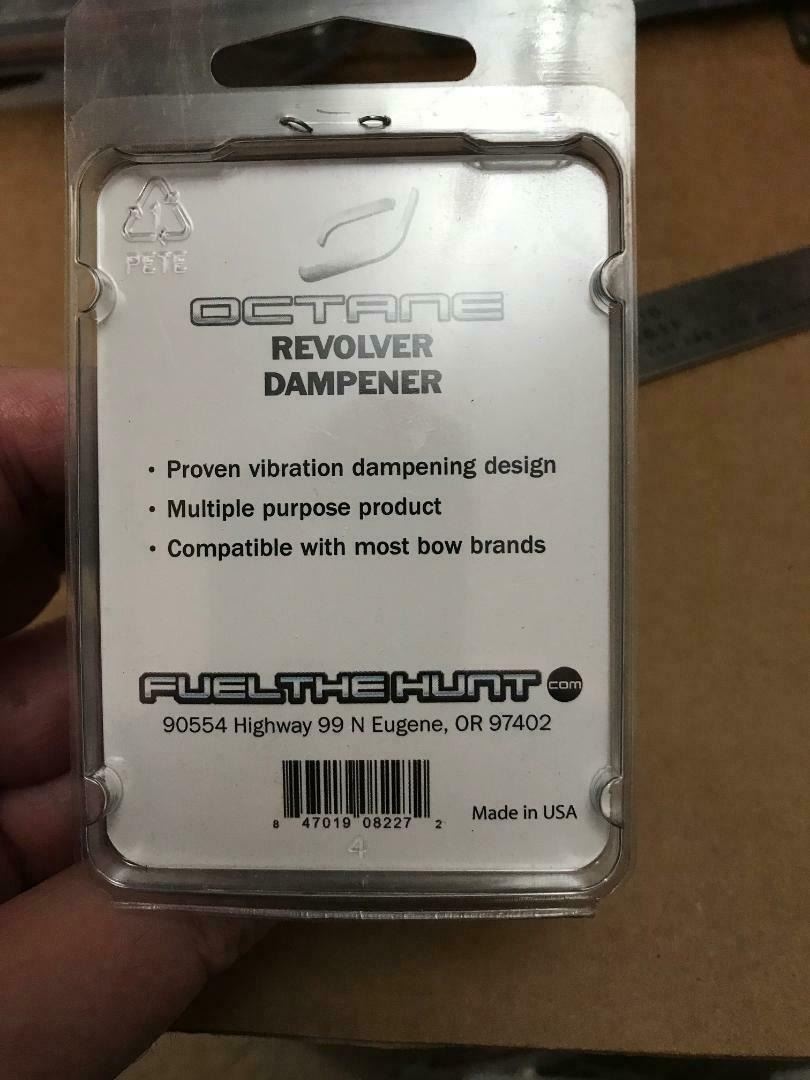 1
PETE
OCTANE
REVOLVER
DAMPENER
• Proven vibration dampening design
• Multiple purpose product
• Compatible with most bow brands
FUELTHEHUNT COM
90554 Highway 99 N Eugene, OR 97402
8 47019 08227 2
Made in USA
4